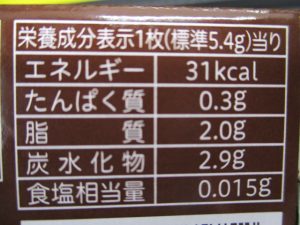 栄養成分表示1枚(標準5.4g)当り
エネルギー 31kcal
たんぱく質 0.3g
脂質 2.0g
炭水化物 2.9g
食塩相当量 0.015g